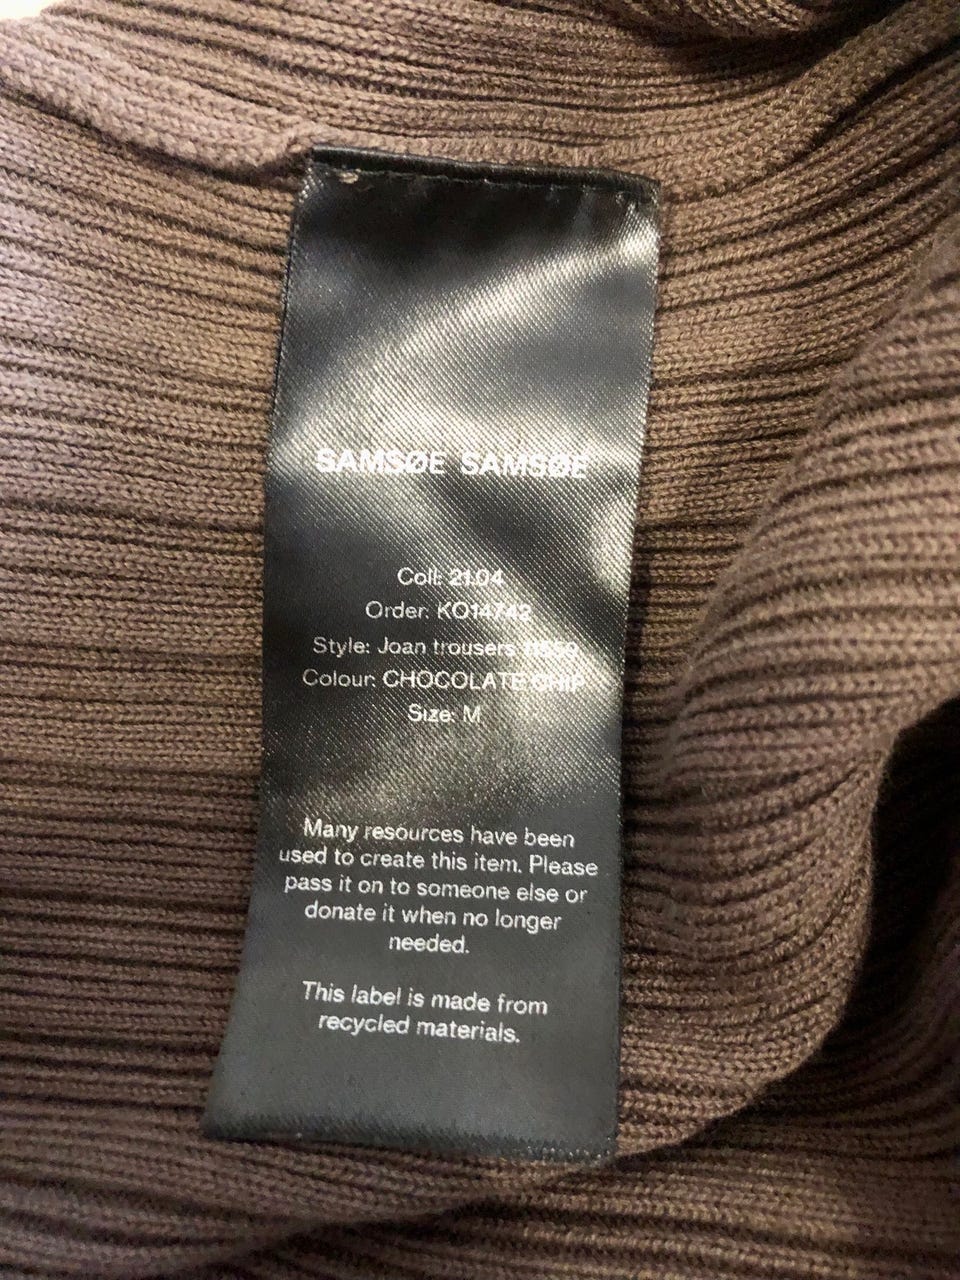 SAMSØE SAMSØE
Coll: 21.04
Order: KO14742
Style: Joan trousers
Colour: CHOCOLATE CHIP
Size: M
Many resources have been
used to create this item. Please
pass it on to someone else or
donate it when no longer
needed.
This label is made from
recycled materials.